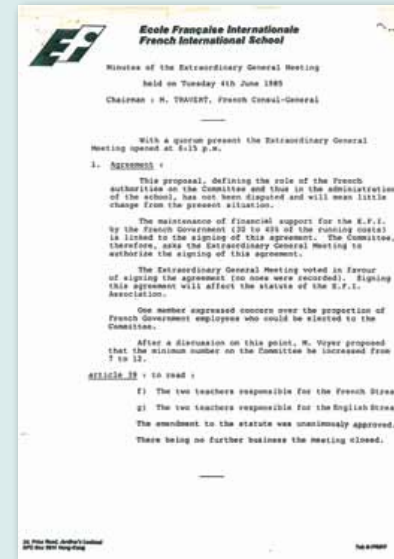 Efi
Ecole Française Internationale
French International School
Minutes of the Extraordinary General Meeting
held on Tuesday 4th June 1985
Chairman : M. TRAVERT, French Consul-General
With a quorum present the Extraordinary General
Meeting opened at 6:15 p.m.
1. Agreement :
This proposal, defining the role of the French
authorities on the Committee and thus in the administration
of the school, has not been disputed and will mean little
change from the present situation.
The maintenance of financial support for the E.F.I.
by the French Government (30 to 40% of the running costs)
is linked to the signing of this agreement. The Committee,
therefore, asks the Extraordinary General Meeting to
authorize the signing of this agreement.
The Extraordinary General Meeting voted in favour
of signing the agreement (no noes were recorded). Signing
this agreement will affect the statute of the E.F.I.
Association.
One member expressed concern over the proportion of
French Government employees who could be elected to the
Committee.
After a discussion on this point, M. Voyer proposed
that the minimum number on the Committee be increased from
7 to 12.
article 39 : to read :
f) The two teachers responsible for the French Strea
g) The two teachers responsible for the English Strea
The amendment to the statute was unanimously approved.
There being no further business the meeting closed.
Road, Jardine's Lookout
GPO Box Hong Kong